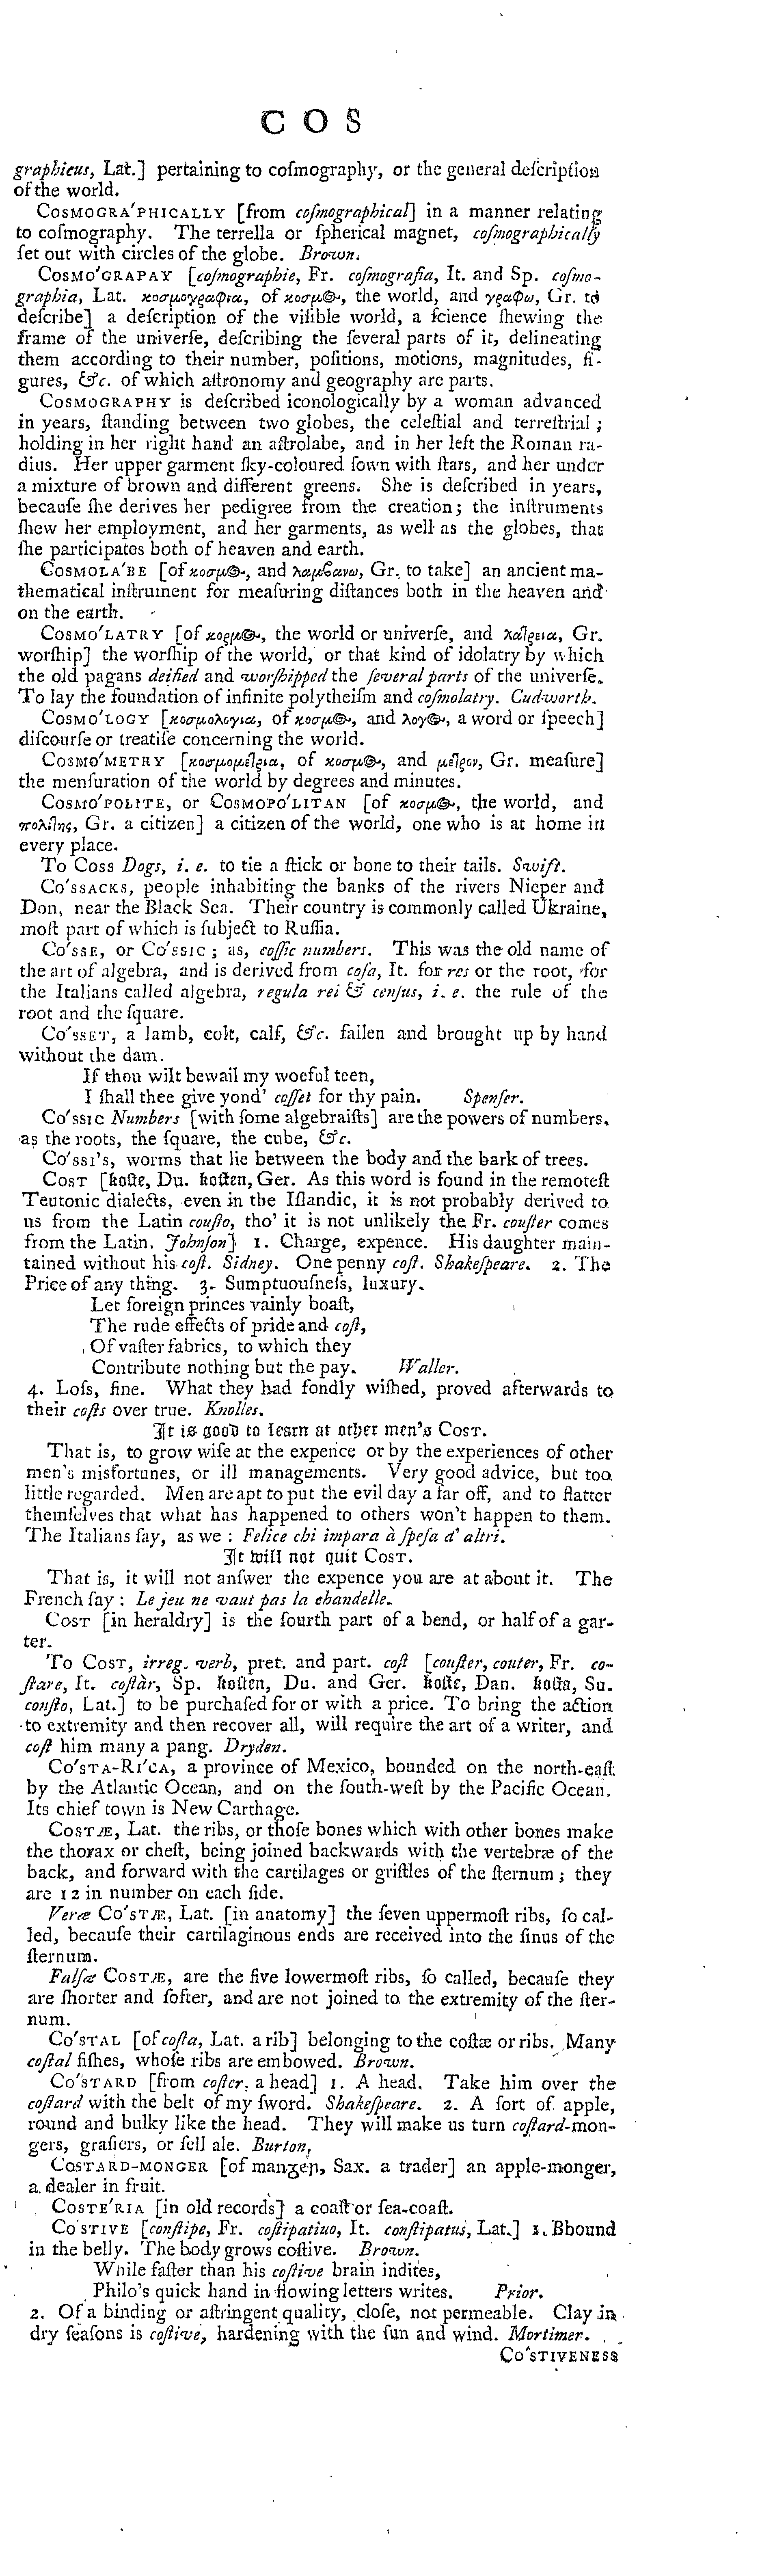 COS
graphicus, Lat.] pertaining to coſmography, or the general deſcription
of the world.
COSMOGRA'PHICALLY [from coſmographical] in a manner relating
to coſmography. The terrella or ſpherical magnet, coſmographically
ſet out with circles of the globe. Brown.
COSMO'GRAPAY [coſmographie, Fr. coſmografia, It. and Sp. coſmo-
graphia, Lat. κοσμογραφια, of κοσμ☉, the world, and γραφω, Gr. to
deſcribe] a deſcription of the viſible world, a ſcience ſhewing the
frame of the univerſe, deſcribing the ſeveral parts of it, delineating
them according to their number, poſitions, motions, magnitudes, fi-
gures, &c. of which aſtronomy and geography are parts.
COSMOGRAPHY is deſcribed iconologically by a woman advanced
in years, ſtanding between two globes, the celeſtial and terreſtrial;
holding in her right hand an aſtrolabe, and in her left the Roman ra-
dius. Her upper garment ſky-coloured ſown with ſtars, and her under
a mixture of brown and different greens. She is deſcribed in years,
becauſe ſhe derives her pedigree from the creation; the inſtruments
ſhew her employment, and her garments, as well as the globes, that
ſhe participates both of heaven and earth.
COSMOLA'BE [of κοσμ☉, and λαμβανω, Gr. to take] an ancient ma-
thematical inſtrument for meaſuring diſtances both in the heaven and
on the earth.
COSMO'LATRY [of κοςμ☉, the world or univerſe, and λατρεια, Gr.
worſhip] the worſhip of the world, or that kind of idolatry by which
the old pagans deified and worſhipped the ſeveral parts of the univerſe.
To lay the foundation of infinite polytheiſm and coſmolatry. Cudworth.
COSMO'LOGY [κοσμολογια, of κοσμ☉, and λογ☉, a word or ſpeech]
diſcourſe or treatiſe concerning the world.
COSMO'METRY [κοσμομετρια, of κοσμ☉, and μετρον, Gr. meaſure]
the menſuration of the world by degrees and minutes.
COSMO'POLITE, or COSMOPO'LITAN [of κοσμ☉, the world, and
πολιτης, Gr. a citizen] a citizen of the world, one who is at home in
every place.
To Coss Dogs, i. e. to tie a ſtick or bone to their tails. Swift.
CO'SSACKS, people inhabiting the banks of the rivers Nieper and
Don, near the Black Sea. Their country is commonly called Ukraine,
moſt part of which is ſubject to Ruſſia.
CO'SSE, or CO'SSIC; as, coſſic numbers. This was the old name of
the art of algebra, and is derived from coſa, It. for res or the root, for
the Italians called algebra, regula rei & cenſus, i. e. the rule of the
root and the ſquare.
CO'SSET, a lamb, colt, calf, &c. failen and brought up by hand
without the dam.
If thou wilt bewail my woeful teen,
I ſhall thee give yond' coſſet for thy pain. Spenſer.
CO'SSIC Numbers [with ſome algebraiſts] are the powers of numbers,
as the roots, the ſquare, the cube, &c.
CO'SSI'S, worms that lie between the body and the bark of trees.
COST [koſte, Du. koſten, Ger. As this word is found in the remoteſt
Teutonic dialects, even in the Iſlandic, it is not probably derived to
us from the Latin conſto, tho' it is not unlikely the Fr. couſter comes
from the Latin. Johnſon] 1. Charge, expence. His daughter main-
tained without his coſt. Sidney. One penny coſt. Shakeſpeare. 2. The
Price of any thing. 3. Sumptuouſneſs, luxury.
Let foreign princes vainly boaſt,
The rude effects of pride and coſt,
Of vaſter fabrics, to which they
Contribute nothing but the pay. Waller.
4. Loſs, fine. What they had fondly wiſhed, proved afterwards to
their coſts over true. Knolles.
It is good to learn at other men's COST.
That is, to grow wiſe at the expence or by the experiences of other
men's misfortunes, or ill managements. Very good advice, but too
little regarded. Men are apt to put the evil day a far off, and to flatter
themſelves that what has happened to others won't happen to them.
The Italians ſay, as we: Felice chi impara à ſpeſa d' altri.
It will not quit COST.
That is, it will not anſwer the expence you are at about it. The
French ſay: Le jeu ne vaut pas la chandelle.
COST [in heraldry] is the fourth part of a bend, or half of a gar-
ter.
To COST, irreg. verb, pret. and part. coſt [couſter, couter, Fr. co-
ſtare, It. coſtàr, Sp. koſten, Du. and Ger. koſte, Dan. koſta, Su.
conſto, Lat.] to be purchaſed for or with a price. To bring the action
to extremity and then recover all, will require the art of a writer, and
coſt him many a pang. Dryden.
CO'STA-RI'CA, a province of Mexico, bounded on the north-eaſt
by the Atlantic Ocean, and on the ſouth-weſt by the Pacific Ocean.
Its chief town is New Carthage.
COSTÆ, Lat. the ribs, or thoſe bones which with other bones make
the thorax or cheſt, being joined backwards with the vertebræ of the
back, and forward with the cartilages or griſtles of the ſternum; they
are 12 in number on each ſide.
Veræ CO'STÆ, Lat. [in anatomy] the ſeven uppermoſt ribs, ſo cal-
led, becauſe their cartilaginous ends are received into the ſinus of the
ſternum.
Falſæ COSTÆ, are the five lowermoſt ribs, ſo called, becauſe they
are ſhorter and ſofter, and are not joined to the extremity of the ſter-
num.
CO'STAL [of coſta, Lat. a rib] belonging to the coſtæ or ribs. Many
coſtal fiſhes, whoſe ribs are embowed. Brown.
CO'STARD [from coſter, a head] 1. A head. Take him over the
coſtard with the belt of my ſword. Shakeſpeare. 2. A ſort of apple,
round and bulky like the head. They will make us turn coſtard-mon-
gers, graſiers, or ſell ale. Burton,
COSTARD-MONGER [of manꝫeꞃ, Sax. a trader] an apple-monger,
a dealer in fruit.
COSTE'RIA [in old records] a coaſt or ſea-coaſt.
CO'STIVE [conſtipe, Fr. coſtipatiuo, It. conſtipatus, Lat.] 1. Bbound
in the belly. The body grows coſtive. Brown.
While faſter than his coſtive brain indites,
Philo's quick hand in flowing letters writes. Prior.
2. Of a binding or aſtringent quality, cloſe, not permeable. Clay in
dry ſeaſons is coſtive, hardening with the ſun and wind. Mortimer.
CO'STIVENESS